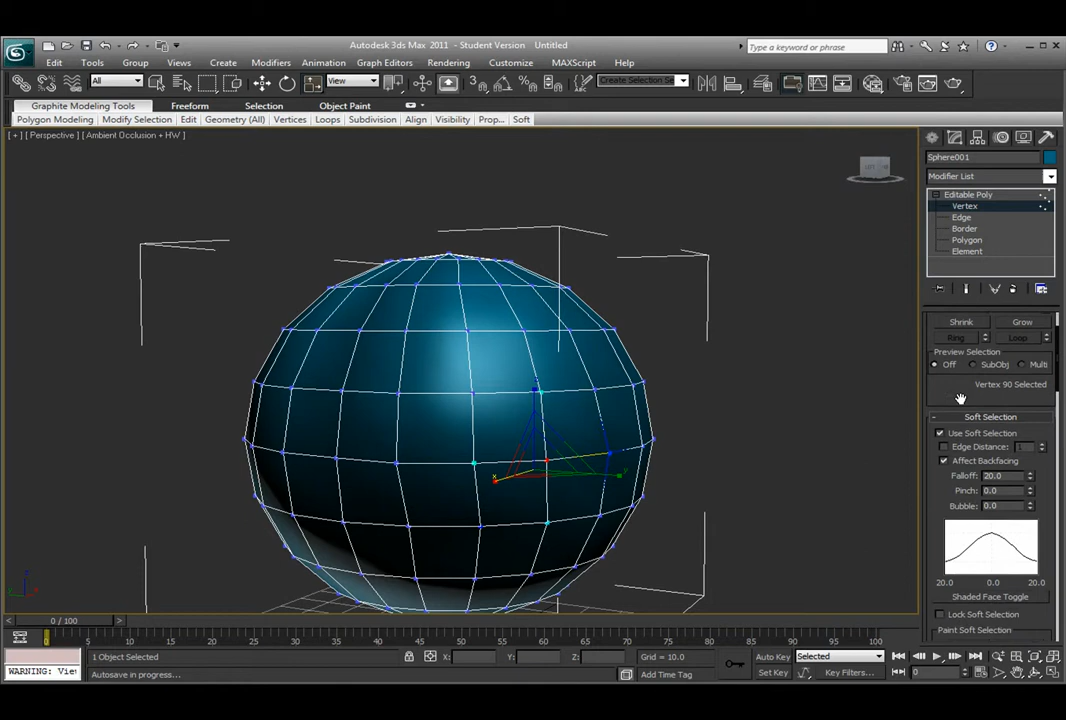 Autodesk 3ds Max 2011 - Student Version Untitled
Type a keyword or phrase
Edit Tools Group Views Create Modifiers Animation Graph Editors Rendering Customize MAXScript Help
All View Create Selection Se
Graphite Modeling Tools Freeform Selection Object Paint
Polygon Modeling Modify Selection Edit Geometry (All) Vertices Loops Subdivision Align Visibility Prop... Soft
[ + ] [ Perspective ] [ Ambient Occlusion + HW ]
Sphere001
Modifier List
Editable Poly
Vertex
Edge
Border
Polygon
Element
Shrink Grow
Ring Loop
Preview Selection
Off SubObj Multi
Vertex 90 Selected
- Soft Selection
Use Soft Selection
Edge Distance: 1
Affect Backfacing
Falloff: 20.0
Pinch: 0.0
Bubble: 0.0
20.0 0.0 20.0
Shaded Face Toggle
Lock Soft Selection
Paint Soft Selection
x y
z y x
< 0 / 100 >
0 5 10 15 20 25 30 35 40 45 50 55 60 65 70 75 80 85 90 95 100
1 Object Selected X: Y: Z: Grid = 10.0 Auto Key Selected
WARNING: Vie Autosave in progress... Add Time Tag Set Key Key Filters... 0